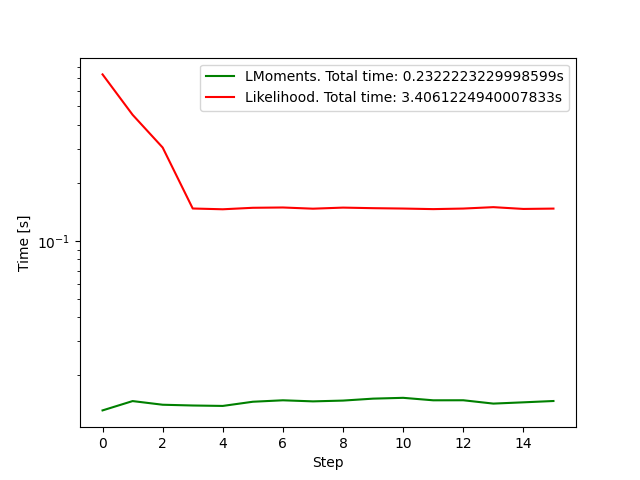 LMoments. Total time: 0.2322223229998599s
Likelihood. Total time: 3.4061224940007833s
Time [s]
10⁻¹
0 2 4 6 8 10 12 14
Step